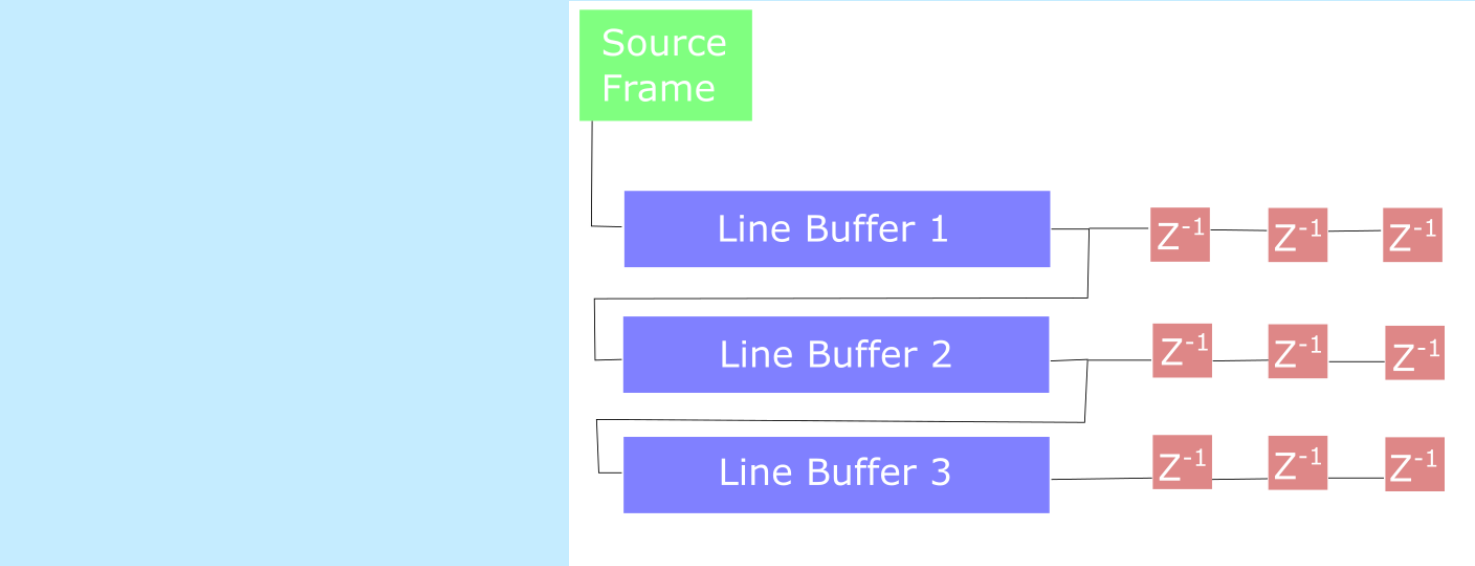 Source
Frame
Line Buffer 1
Z⁻¹ Z⁻¹ Z⁻¹
Line Buffer 2
Z⁻¹ Z⁻¹ Z⁻¹
Line Buffer 3
Z⁻¹ Z⁻¹ Z⁻¹